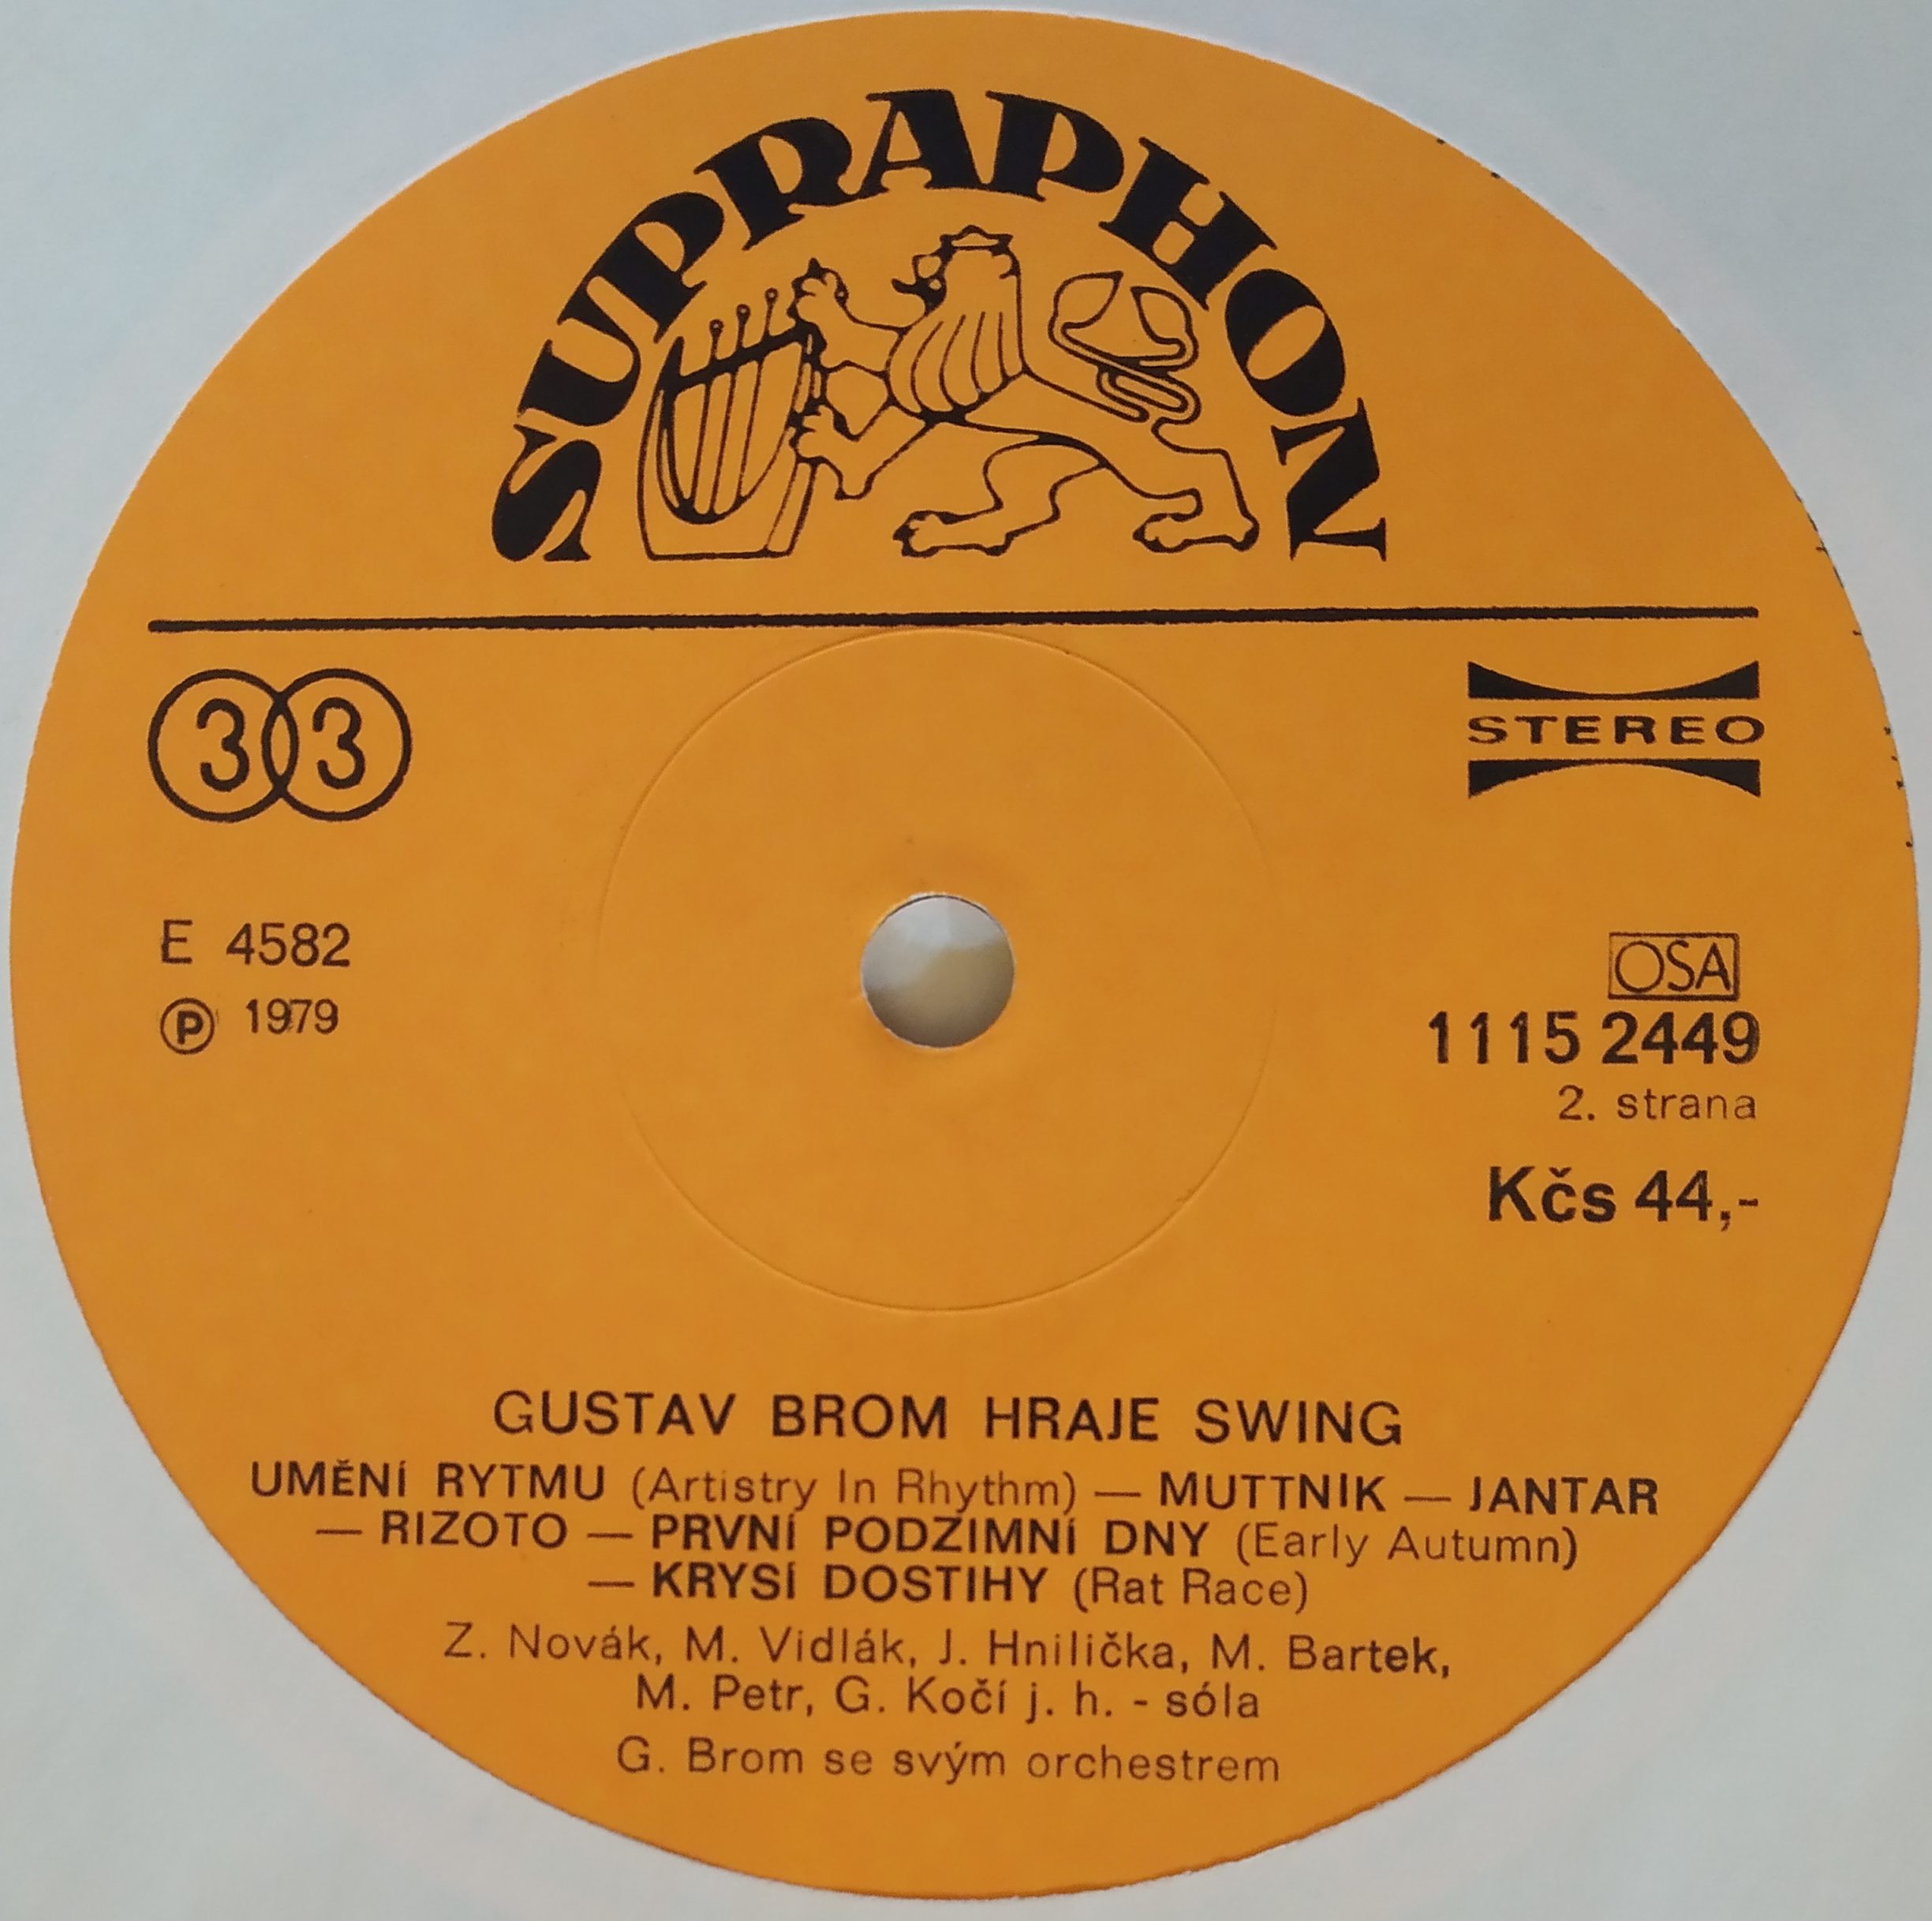 SUPRAPHON
33
STEREO
E 4582
Ⓟ 1979
OSA
1115 2449
2. strana
Kčs 44,-
GUSTAV BROM HRAJE SWING
UMĚNÍ RYTMU (Artistry In Rhythm) — MUTTNÍK — JANTAR
— RIZOTO — PRVNÍ PODZIMNÍ DNY (Early Autumn)
— KRYSÍ DOSTIHY (Rat Race)
Z. Novák, M. Vidlák, J. Hnilička, M. Bartek,
M. Petr, G. Kočí j. h. - sóla
G. Brom se svým orchestrem